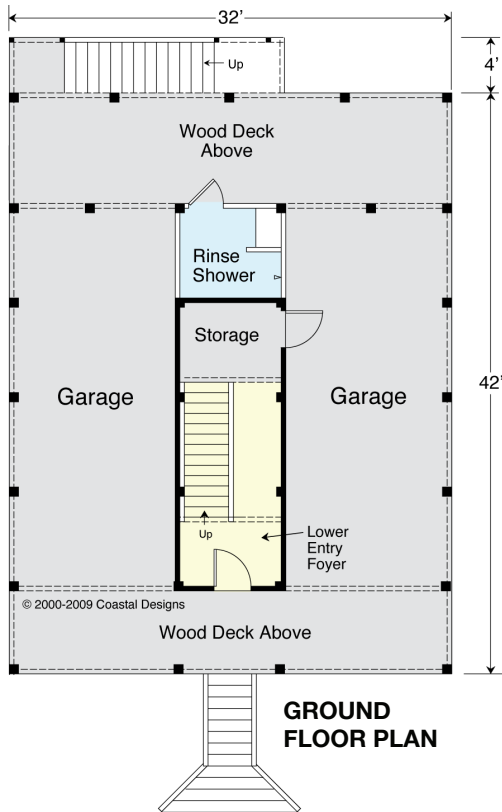 32'
4'
Up
Wood Deck
Above
Rinse
Shower
Storage
Garage
Garage
42'
Up
Lower
Entry
Foyer
© 2000-2009 Coastal Designs
Wood Deck Above
GROUND
FLOOR PLAN